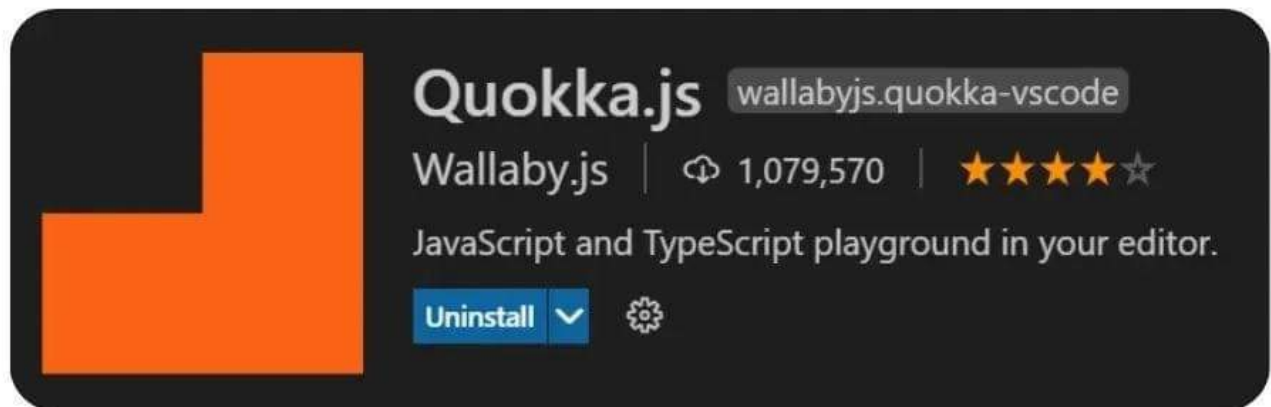 Quokka.js wallabyjs.quokka-vscode
Wallaby.js 1,079,570
JavaScript and TypeScript playground in your editor.
Uninstall